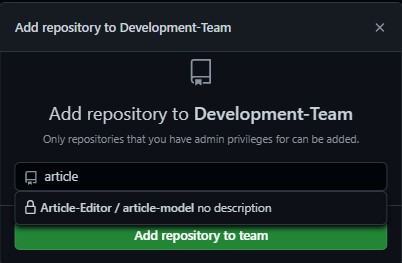 Add repository to Development-Team
Add repository to Development-Team
Only repositories that you have admin privileges for can be added.
article
Article-Editor / article-model no description
Add repository to team